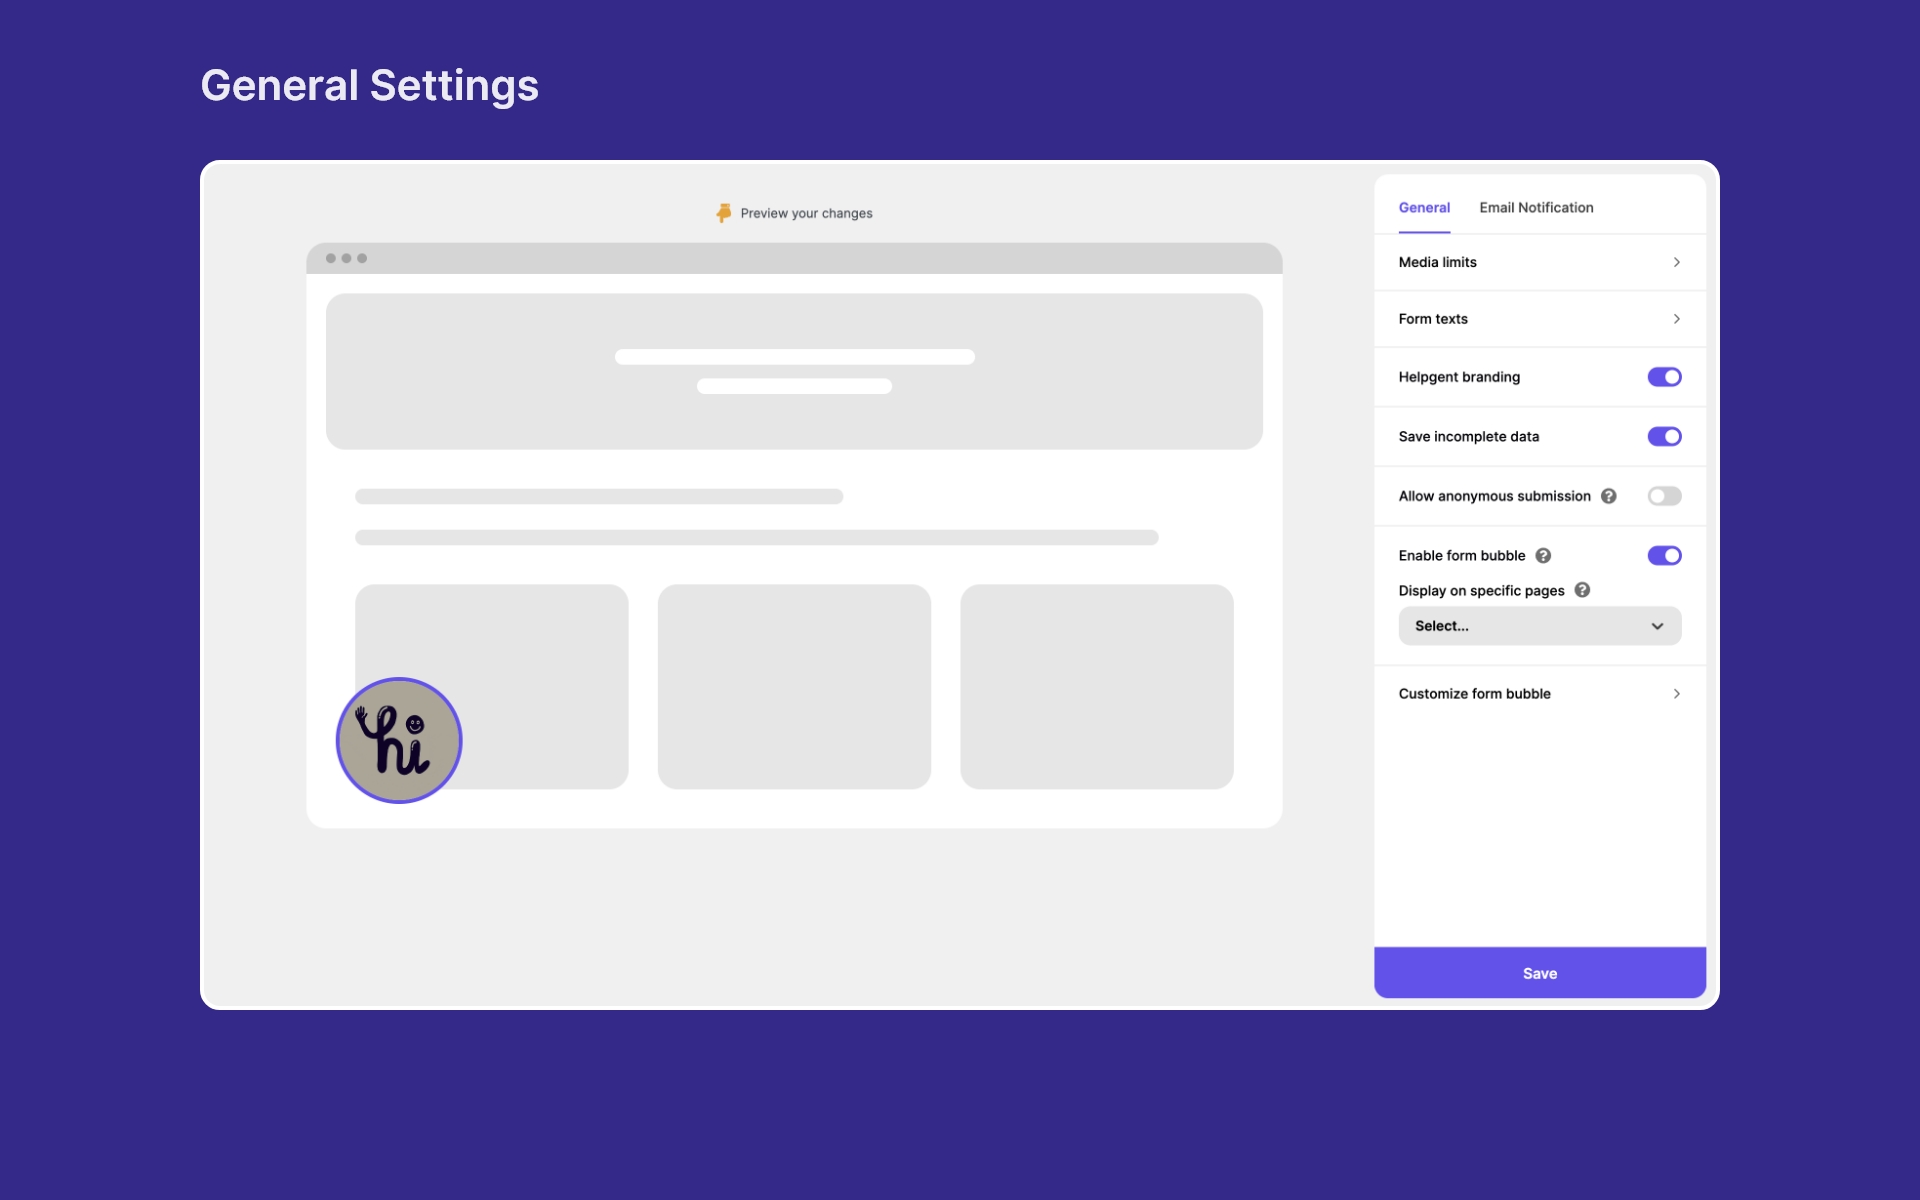 General Settings
Preview your changes
hi
General
Email Notification
Media limits
Form texts
Helpgent branding
Save incomplete data
Allow anonymous submission ?
Enable form bubble ?
Display on specific pages ?
Select...
Customize form bubble
Save